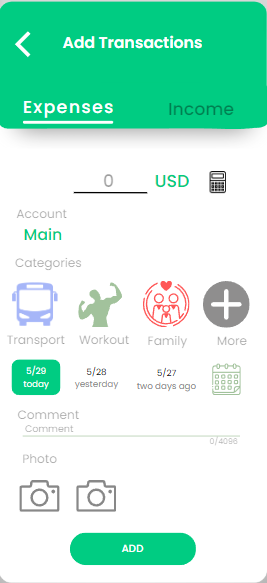 Add Transactions
Expenses Income
0 USD
Account
Main
Categories
Transport Workout Family More
5/29 5/28 5/27
today yesterday two days ago
Comment
Comment
0/4096
Photo
ADD